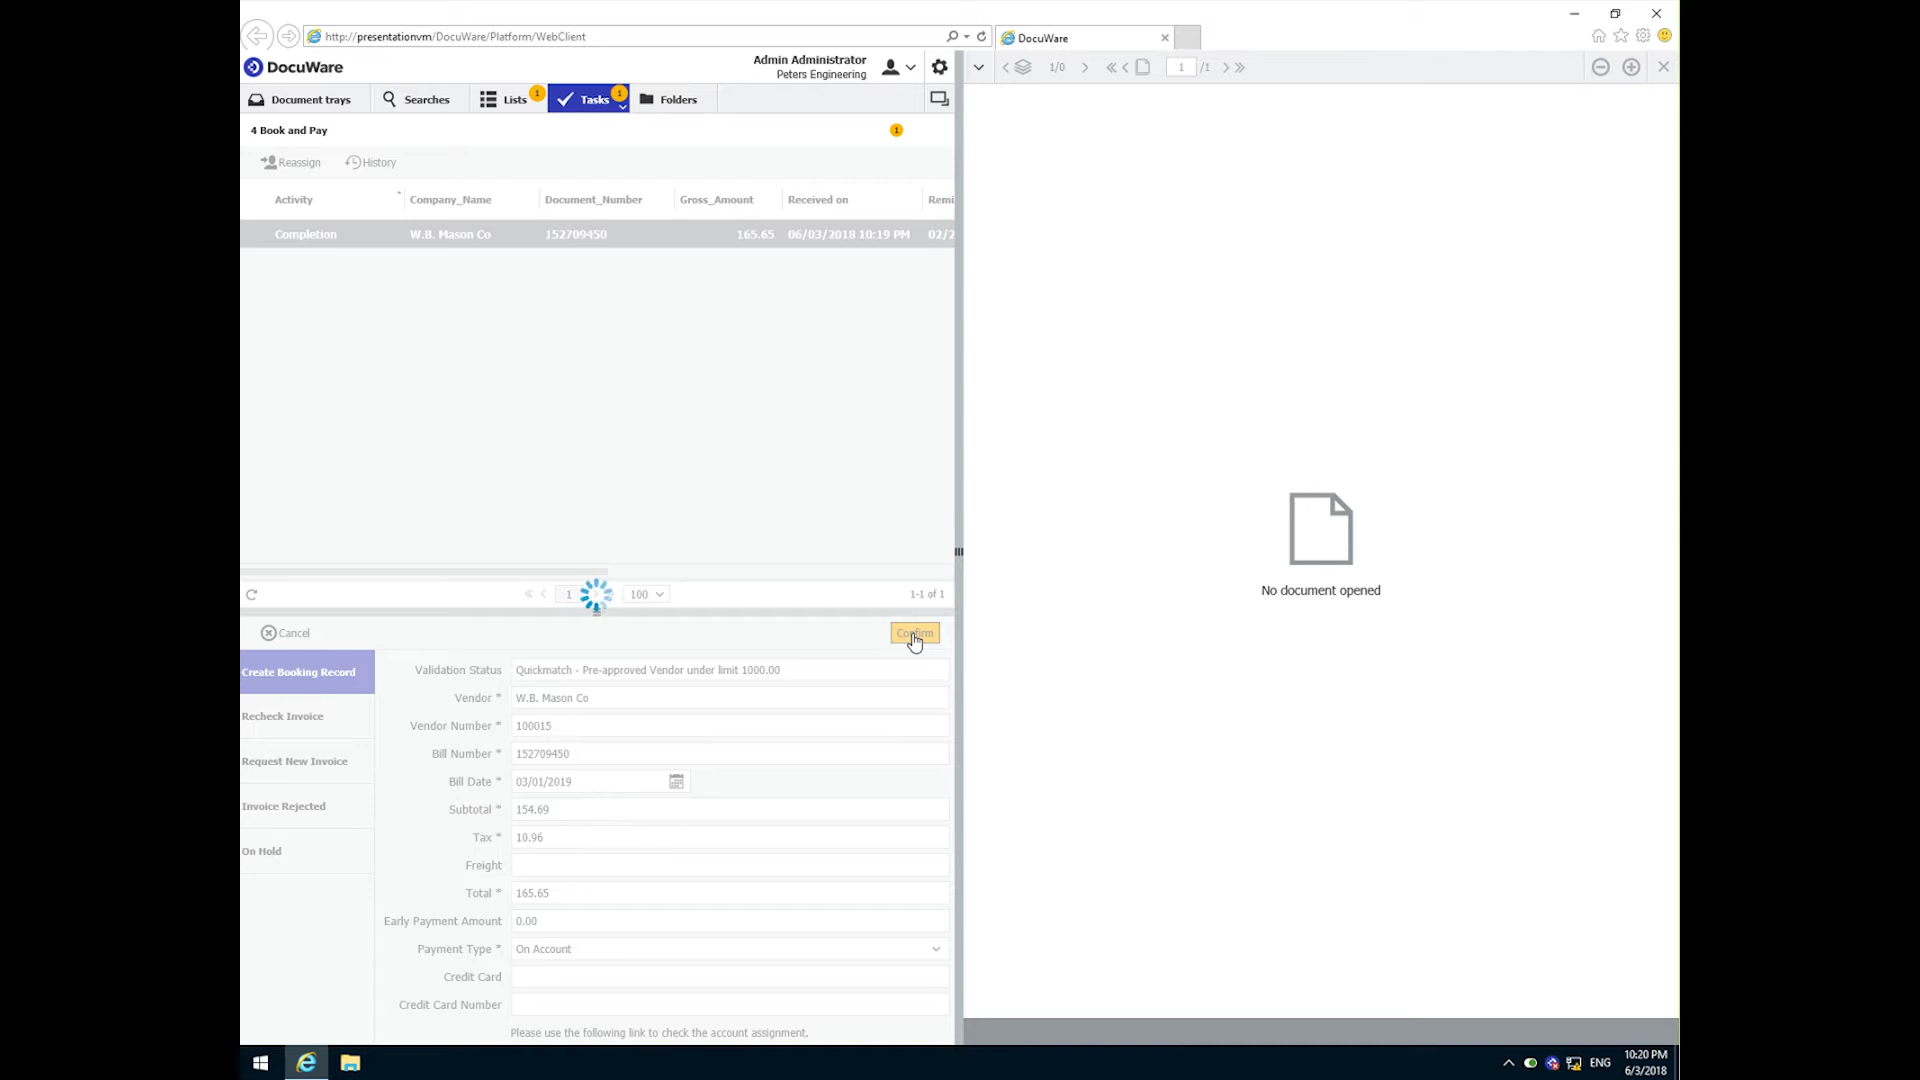 http://presentationvm/DocuWare/Platform/WebClient
DocuWare
DocuWare
Admin Administrator
Peters Engineering
1/0
1
/1
Document trays
Searches
Lists
1
Tasks
1
Folders
4 Book and Pay
1
Reassign
History
Activity
Company_Name
Document_Number
Gross_Amount
Received on
Remi
Completion
W.B. Mason Co
152709450
165.65
06/03/2018 10:19 PM
02/2
No document opened
1
100
1-1 of 1
Cancel
Confirm
Create Booking Record
Recheck Invoice
Request New Invoice
Invoice Rejected
On Hold
Validation Status
Quickmatch - Pre-approved Vendor under limit 1000.00
Vendor *
W.B. Mason Co
Vendor Number *
100015
Bill Number *
152709450
Bill Date *
03/01/2019
Subtotal *
154.69
Tax *
10.96
Freight
Total *
165.65
Early Payment Amount
0.00
Payment Type *
On Account
Credit Card
Credit Card Number
Please use the following link to check the account assignment.
ENG
10:20 PM
6/3/2018